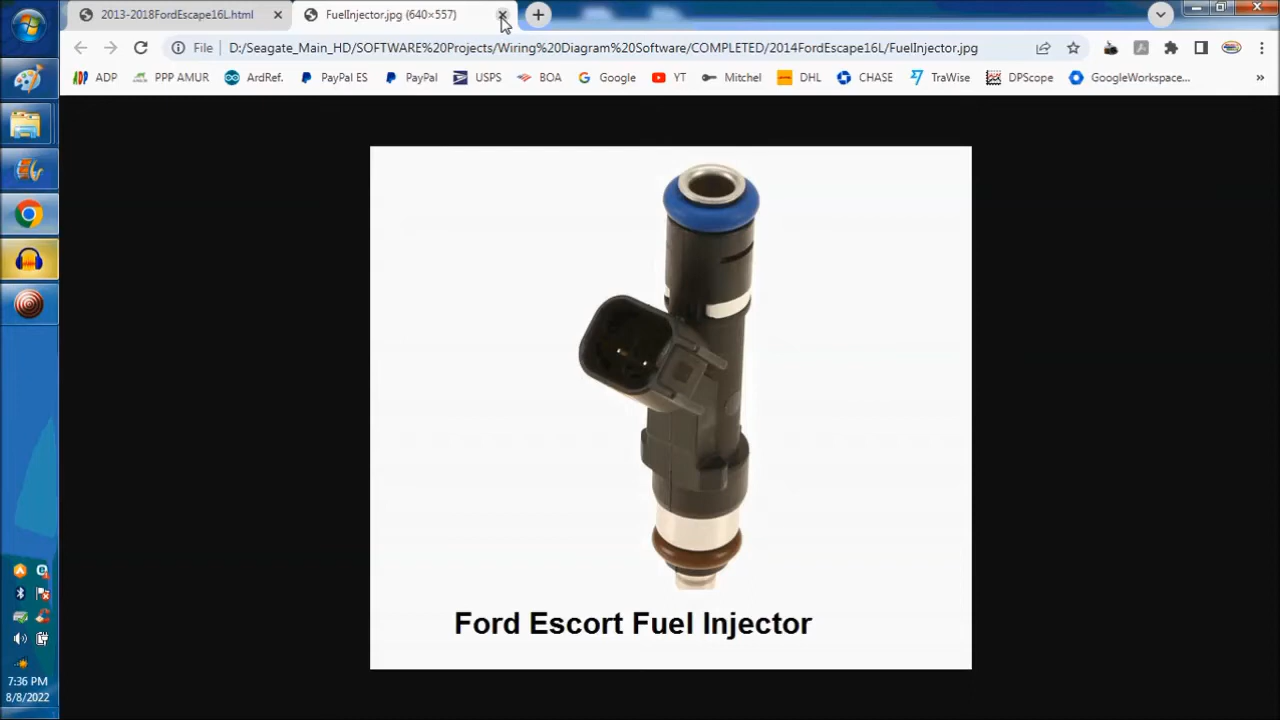 2013-2018FordEscape16L.html
FuelInjector.jpg (640×557)
File
D:/Seagate_Main_HD/SOFTWARE%20Projects/Wiring%20Diagram%20Software/COMPLETED/2014FordEscape16L/FuelInjector.jpg
ADP PPP AMUR ArdRef. PayPal ES PayPal USPS BOA Google YT Mitchel DHL CHASE TraWise DPScope GoogleWorkspace...
Ford Escort Fuel Injector
7:36 PM
8/8/2022